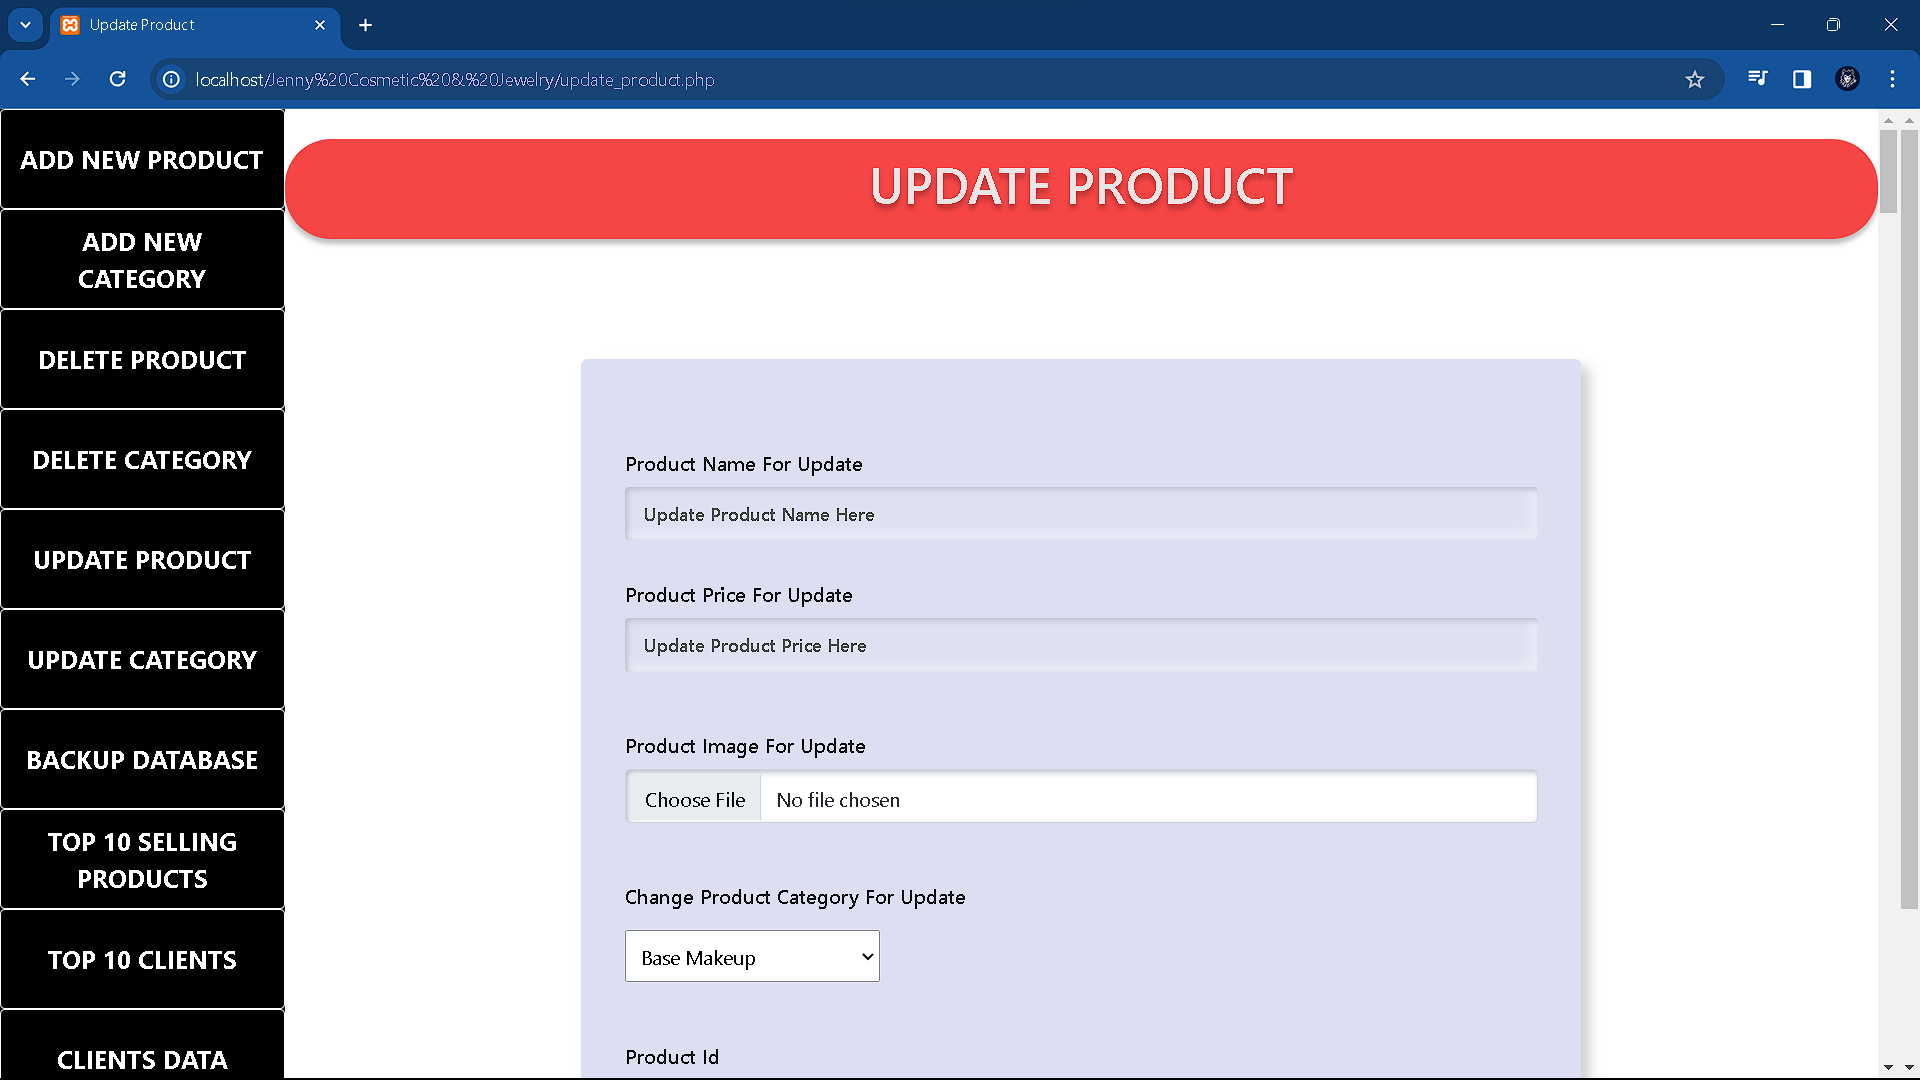 Update Product
localhost/Jenny%20Cosmetic%20&%20Jewelry/update_product.php
ADD NEW PRODUCT
ADD NEW
CATEGORY
DELETE PRODUCT
DELETE CATEGORY
UPDATE PRODUCT
UPDATE CATEGORY
BACKUP DATABASE
TOP 10 SELLING
PRODUCTS
TOP 10 CLIENTS
CLIENTS DATA
UPDATE PRODUCT
Product Name For Update
Update Product Name Here
Product Price For Update
Update Product Price Here
Product Image For Update
Choose File No file chosen
Change Product Category For Update
Base Makeup
Product Id